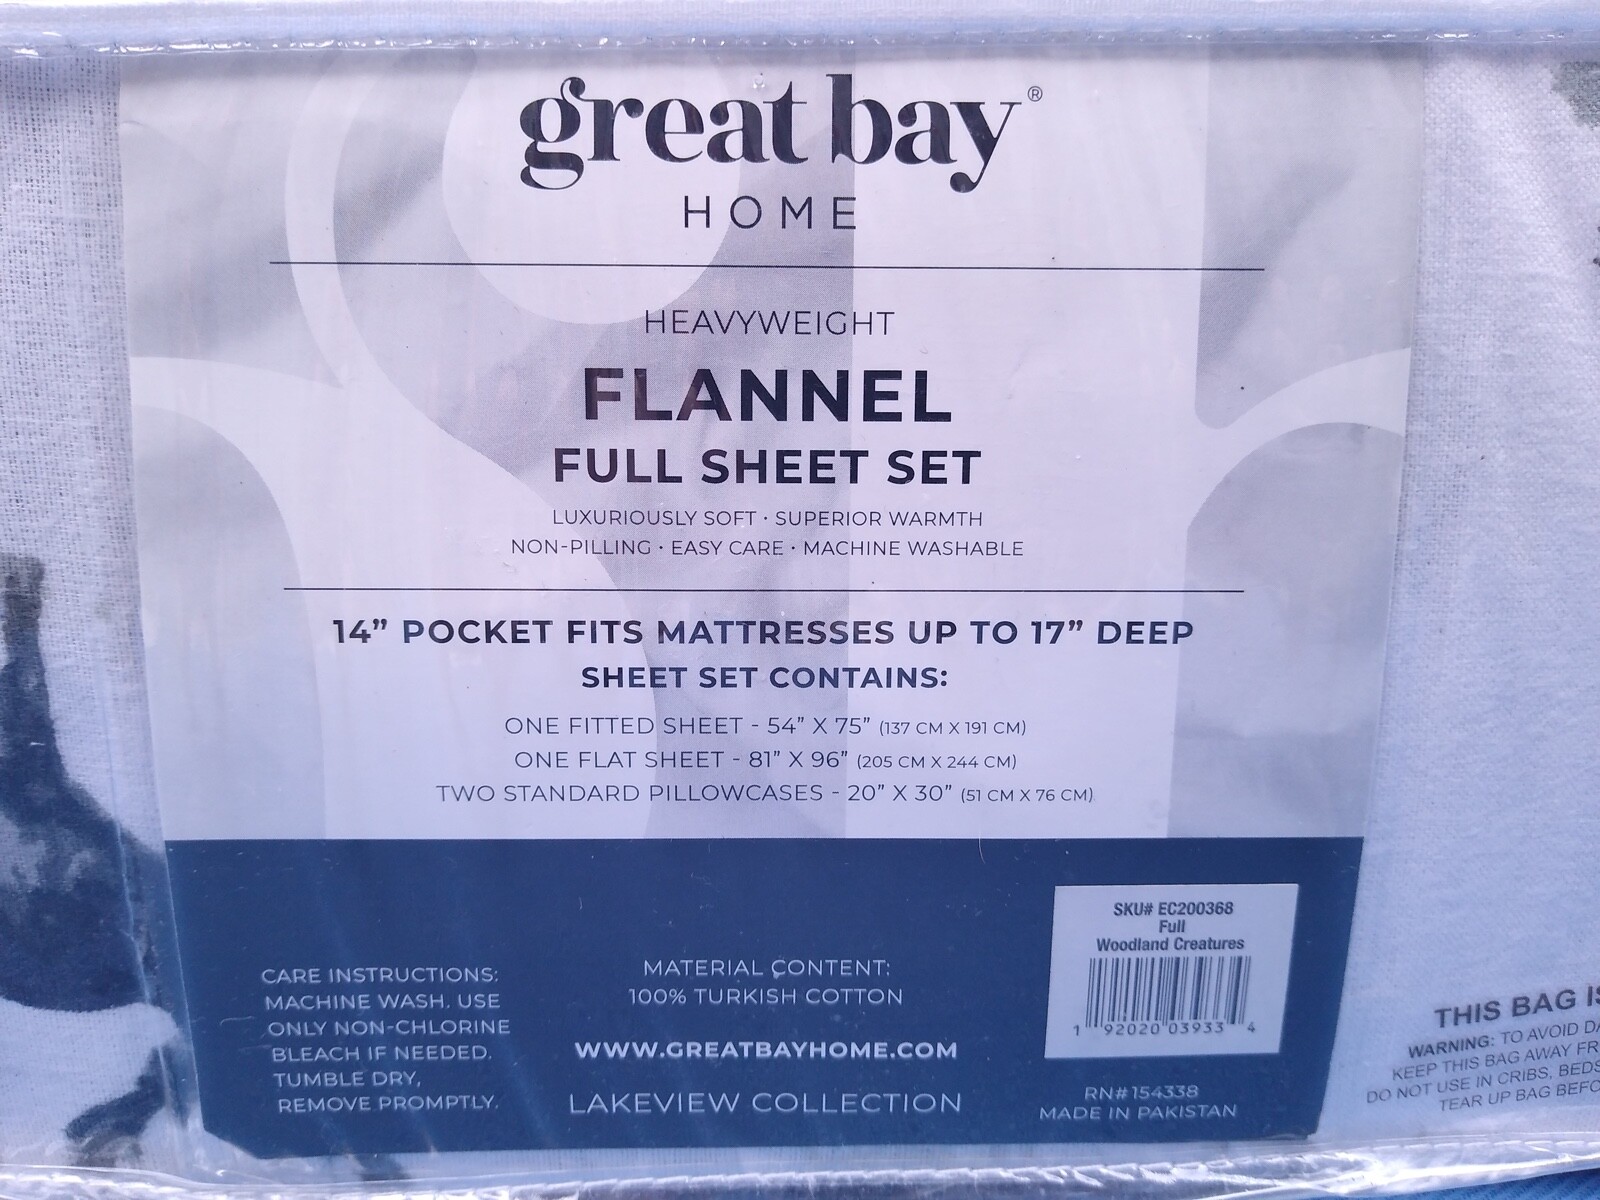 great bay®
HOME
HEAVYWEIGHT
FLANNEL
FULL SHEET SET
LUXURIOUSLY SOFT · SUPERIOR WARMTH
NON-PILLING · EASY CARE · MACHINE WASHABLE
14” POCKET FITS MATTRESSES UP TO 17” DEEP
SHEET SET CONTAINS:
ONE FITTED SHEET - 54” X 75” (137 CM X 191 CM)
ONE FLAT SHEET - 81” X 96” (205 CM X 244 CM)
TWO STANDARD PILLOWCASES - 20” X 30” (51 CM X 76 CM)
CARE INSTRUCTIONS:
MACHINE WASH. USE
ONLY NON-CHLORINE
BLEACH IF NEEDED.
TUMBLE DRY,
REMOVE PROMPTLY.
MATERIAL CONTENT:
100% TURKISH COTTON
WWW.GREATBAYHOME.COM
LAKEVIEW COLLECTION
SKU# EC200368
Full
Woodland Creatures
1 92020 03933 4
RN#154338
MADE IN PAKISTAN
THIS BAG IS
WARNING: TO AVOID
KEEP THIS BAG AWAY
DO NOT USE IN CRIBS,
TEAR UP BAG